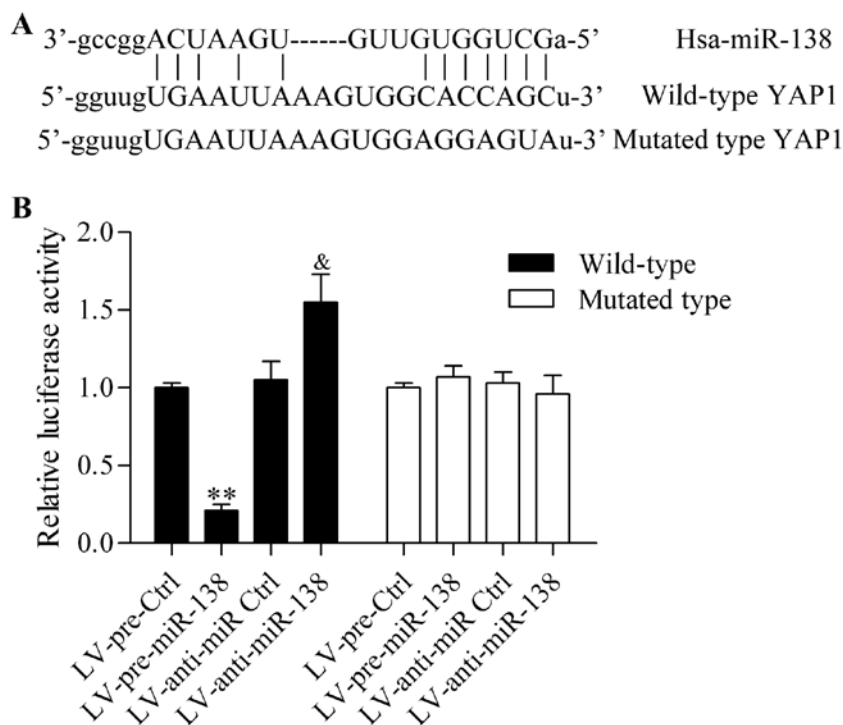 A
3'-gccggACUAAGU------GUUGUGGUCGa-5' Hsa-miR-138
5'-gguugUGAAUUAAAGUGGCACCAGCu-3' Wild-type YAP1
5'-gguugUGAAUUAAAGUGGAGGAGUAu-3' Mutated type YAP1
B
Relative luciferase activity
2.0
1.5
1.0
0.5
0.0
**
&
Wild-type
Mutated type
LV-pre-Ctrl
LV-pre-miR-138
LV-anti-miR Ctrl
LV-anti-miR-138
LV-pre-Ctrl
LV-pre-miR-138
LV-anti-miR Ctrl
LV-anti-miR-138